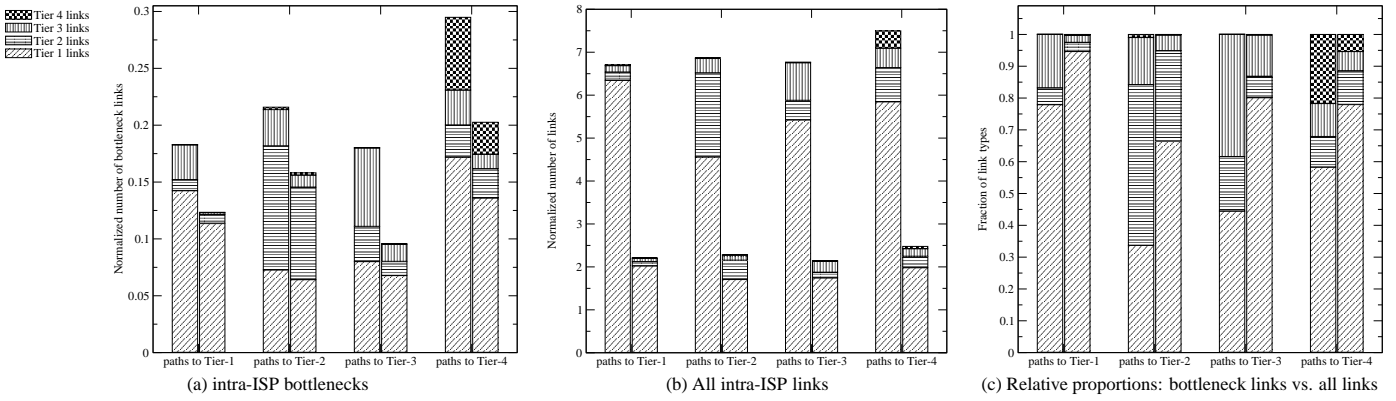 Tier 4 links
Tier 3 links
Tier 2 links
Tier 1 links
Normalized number of bottleneck links
0.3
0.25
0.2
0.15
0.1
0.05
0
paths to Tier-1 paths to Tier-2 paths to Tier-3 paths to Tier-4
(a) intra-ISP bottlenecks
Normalized number of links
8
7
6
5
4
3
2
1
0
paths to Tier-1 paths to Tier-2 paths to Tier-3 paths to Tier-4
(b) All intra-ISP links
Fraction of link types
1
0.9
0.8
0.7
0.6
0.5
0.4
0.3
0.2
0.1
0
paths to Tier-1 paths to Tier-2 paths to Tier-3 paths to Tier-4
(c) Relative proportions: bottleneck links vs. all links